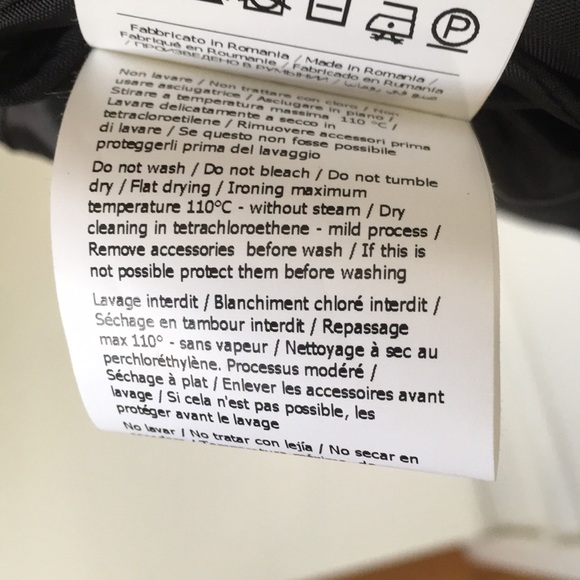 P
Fabbricato in Romania / Made in Romania /
Fabriqué en Roumanie / Fabricado en Rumania
/ ПРОИЗВЕДЕНО В РУМЫНИИ /
Non lavare / Non trattare con cloro / Non
usare asciugatrice / Asciugare in piano /
Stirare a temperatura massima 110 °C /
Lavare delicatamente a secco in
tetracloroetilene / Rimuovere accessori prima
di lavare / Se questo non fosse possibile
proteggerli prima del lavaggio
Do not wash / Do not bleach / Do not tumble
dry / Flat drying / Ironing maximum
temperature 110°C - without steam / Dry
cleaning in tetrachloroethene - mild process /
Remove accessories before wash / If this is
not possible protect them before washing
Lavage interdit / Blanchiment chloré interdit /
Séchage en tambour interdit / Repassage
max 110° - sans vapeur / Nettoyage à sec au
perchloréthylène. Processus modéré /
Séchage à plat / Enlever les accessoires avant
lavage / Si cela n'est pas possible, les
protéger avant le lavage
No lavar / No tratar con lejía / No secar en